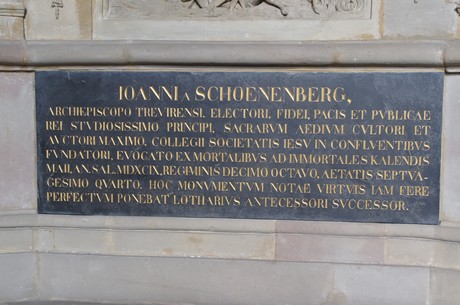 IOANNI A SCHOENENBERG,
ARCHIEPISCOPO TREVIRENSI, ELECTORI, FIDEI, PACIS ET PVBLICAE
REI STVDIOSISSIMO PRINCIPI, SACRARVM AEDIVM CVLTORI ET
AVCTORI MAXIMO, COLLEGII SOCIETATIS IESV IN CONFLVENTIBVS
FVNDATORI, EVOCATO EX MORTALIBVS AD IMMORTALES KALENDIS
MAII, AN. SAL. MDXCIX, REGIMINIS DECIMO OCTAVO, AETATIS SEPTVA-
GESIMO QVARTO, HOC MONVMENTVM NOTAE VIRTVTIS IAM FERE
PERFECTVM PONEBAT LOTHARIVS ANTECESSORI SVCCESSOR.